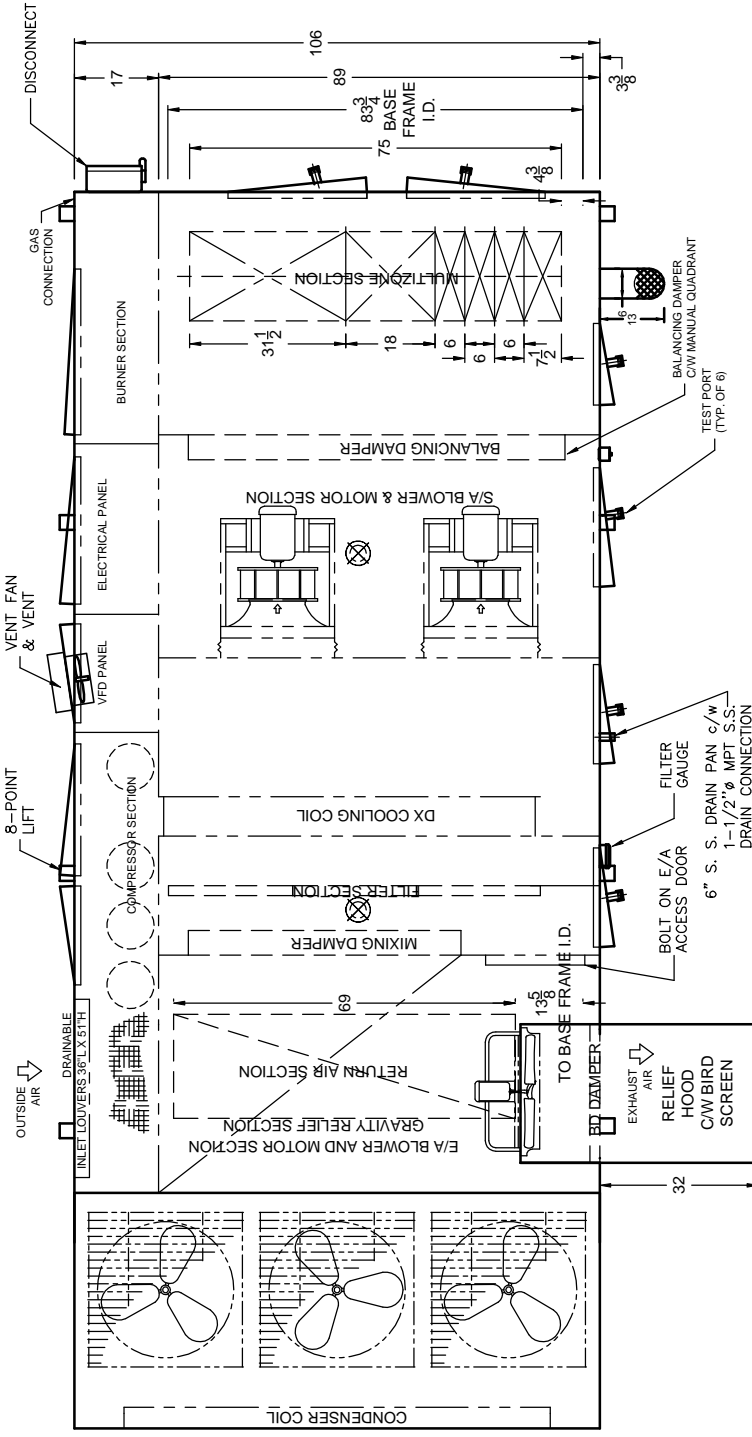 DISCONNECT
GAS
CONNECTION
VENT FAN
& VENT
8-POINT
LIFT
OUTSIDE
AIR
DRAINABLE
INLET LOUVERS 36"L X 51"H
COMPRESSOR SECTION
VFD PANEL
ELECTRICAL PANEL
BURNER SECTION
17
106
89
83 3/4
BASE
FRAME
I.D.
75
4 3/8
3 3/8
CONDENSER COIL
E/A BLOWER AND MOTOR SECTION
GRAVITY RELIEF SECTION
RETURN AIR SECTION
69
13 5/8
TO BASE FRAME I.D.
MIXING DAMPER
FILTER SECTION
DX COOLING COIL
S/A BLOWER & MOTOR SECTION
BALANCING DAMPER
MULTIZONE SECTION
31 1/2
18
6
6
6
7 1/2
6
13
BALANCING DAMPER
C/W MANUAL QUADRANT
TEST PORT
(TYP. OF 6)
BD DAMPER
EXHAUST
AIR
RELIEF
HOOD
C/W BIRD
SCREEN
32
BOLT ON E/A
ACCESS DOOR
FILTER
GAUGE
6" S. S. DRAIN PAN c/w
1-1/2"ø MPT S.S.
DRAIN CONNECTION